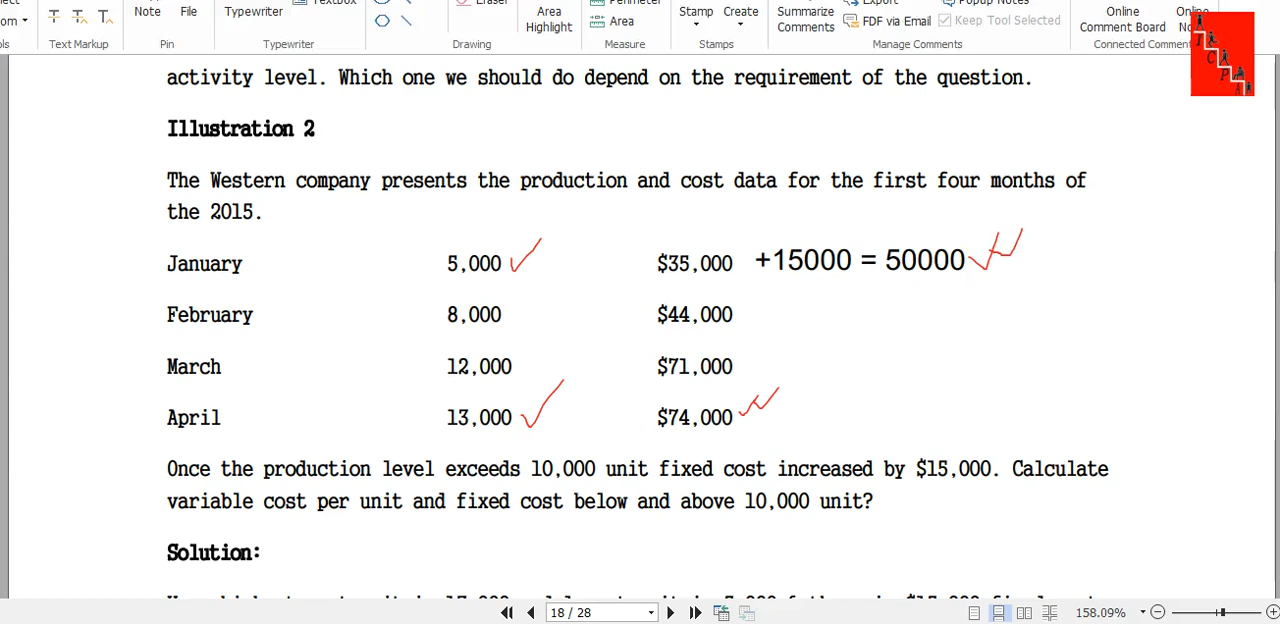 Note File Typewriter Area Highlight Area Stamp Create Summarize Comments FDF via Email Keep Tool Selected Online Comment Board
Text Markup Pin Typewriter Drawing Measure Stamps Manage Comments
activity level. Which one we should do depend on the requirement of the question.
Illustration 2
The Western company presents the production and cost data for the first four months of
the 2015.
January 5,000 $35,000 +15000 = 50000
February 8,000 $44,000
March 12,000 $71,000
April 13,000 $74,000
Once the production level exceeds 10,000 unit fixed cost increased by $15,000. Calculate
variable cost per unit and fixed cost below and above 10,000 unit?
Solution:
18 / 28 158.09%